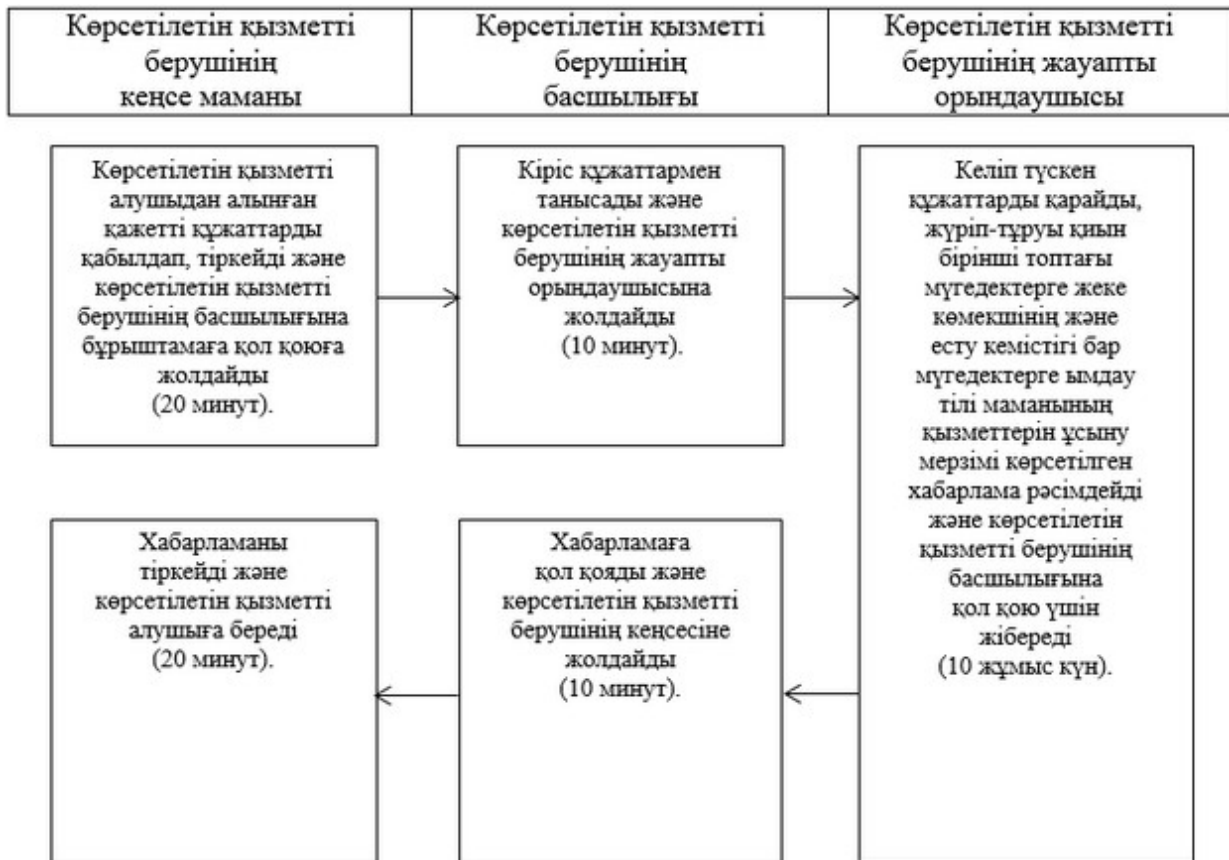 Көрсетілетін қызметті
берушінің
кеңсе маманы
Көрсетілетін қызметті
берушінің
басшылығы
Көрсетілетін қызметті
берушінің жауапты
орындаушысы
Көрсетілетін қызметті
алушыдан алынған
қажетті құжаттарды
қабылдап, тіркейді және
көрсетілетін қызметті
берушінің басшылығына
бұрыштамаға қол қоюға
жолдайды
(20 минут).
Кіріс құжаттармен
танысады және
көрсетілетін қызметті
берушінің жауапты
орындаушысына
жолдайды
(10 минут).
Келіп түскен
құжаттарды қарайды,
жүріп-тұруы қиын
бірінші топтағы
мүгедектерге жеке
көмекшінің және
есту кемістігі бар
мүгедектерге ымдау
тілі маманының
қызметтерін ұсыну
мерзімі көрсетілген
хабарлама рәсімдейді
және көрсетілетін
қызметті берушінің
басшылығына
қол қою үшін
жібереді
(10 жұмыс күн).
Хабарламаға
қол қояды және
көрсетілетін қызметті
берушінің кеңсесіне
жолдайды
(10 минут).
Хабарламаны
тіркейді және
көрсетілетін қызметті
алушыға береді
(20 минут).